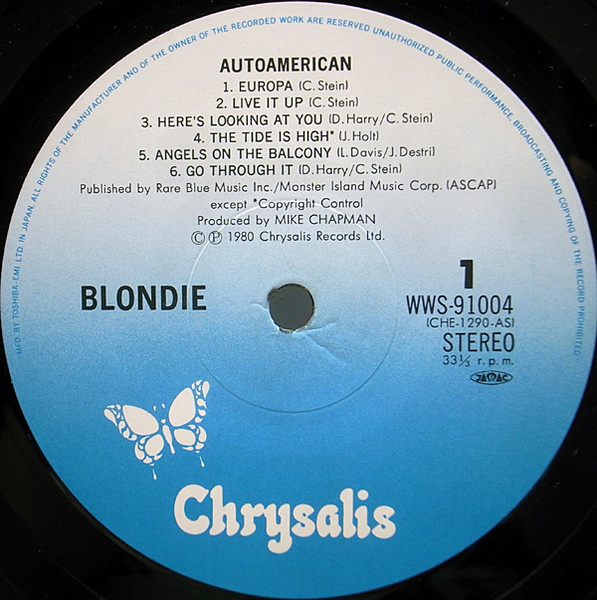 MFD. BY TOSHIBA-EMI LTD. IN JAPAN. ALL RIGHTS OF THE MANUFACTURER AND OF THE OWNER OF THE RECORDED WORK ARE RESERVED. UNAUTHORIZED PUBLIC PERFORMANCE, BROADCASTING AND COPYING OF THE RECORD PROHIBITED.
AUTOAMERICAN
1. EUROPA (C. Stein)
2. LIVE IT UP (C. Stein)
3. HERE'S LOOKING AT YOU (D. Harry/C. Stein)
4. THE TIDE IS HIGH* (J. Holt)
5. ANGELS ON THE BALCONY (L. Davis/J. Destri)
6. GO THROUGH IT (D. Harry/C. Stein)
Published by Rare Blue Music Inc./Monster Island Music Corp. (ASCAP)
except *Copyright Control
Produced by MIKE CHAPMAN
© ℗ 1980 Chrysalis Records Ltd.
BLONDIE
1
WWS-91004
(CHE-1290-AS)
STEREO
33⅓ r.p.m.
JASRAC
Chrysalis